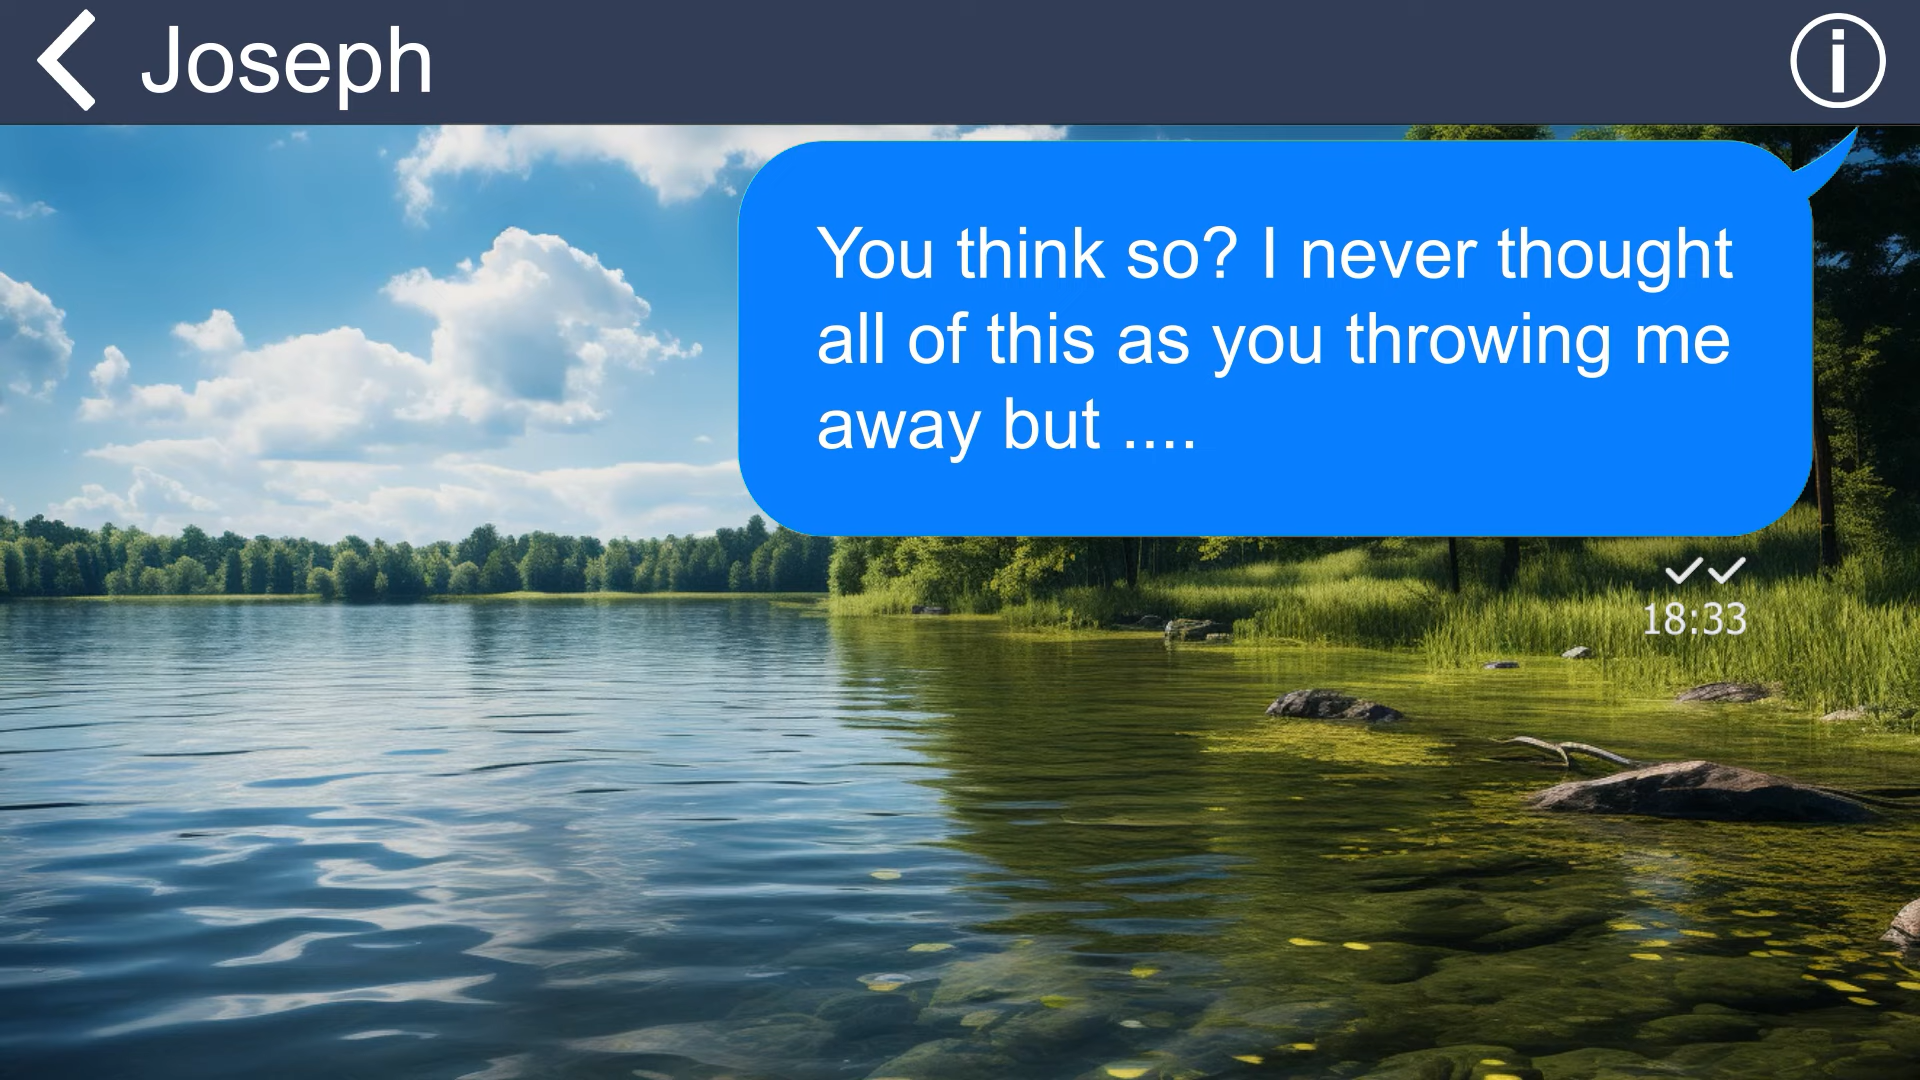 Joseph
You think so? I never thought
all of this as you throwing me
away but ....
18:33